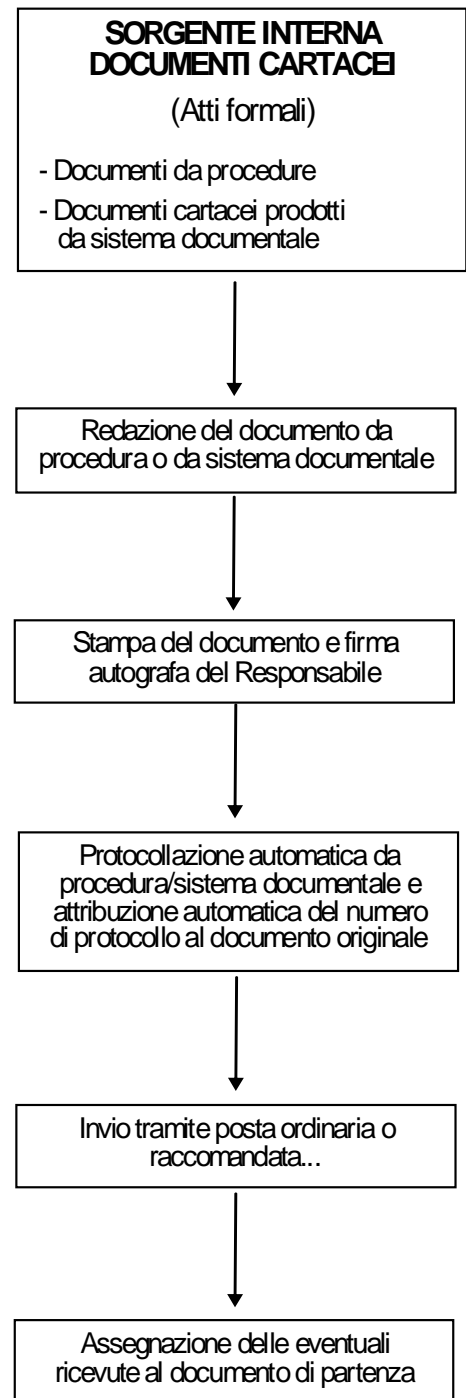 SORGENTE INTERNA
DOCUMENTI CARTACEI
(Atti formali)
- Documenti da procedure
- Documenti cartacei prodotti
da sistema documentale
Redazione del documento da
procedura o da sistema documentale
Stampa del documento e firma
autografa del Responsabile
Protocollazione automatica da
procedura/sistema documentale e
attribuzione automatica del numero
di protocollo al documento originale
Invio tramite posta ordinaria o
raccomandata...
Assegnazione delle eventuali
ricevute al documento di partenza